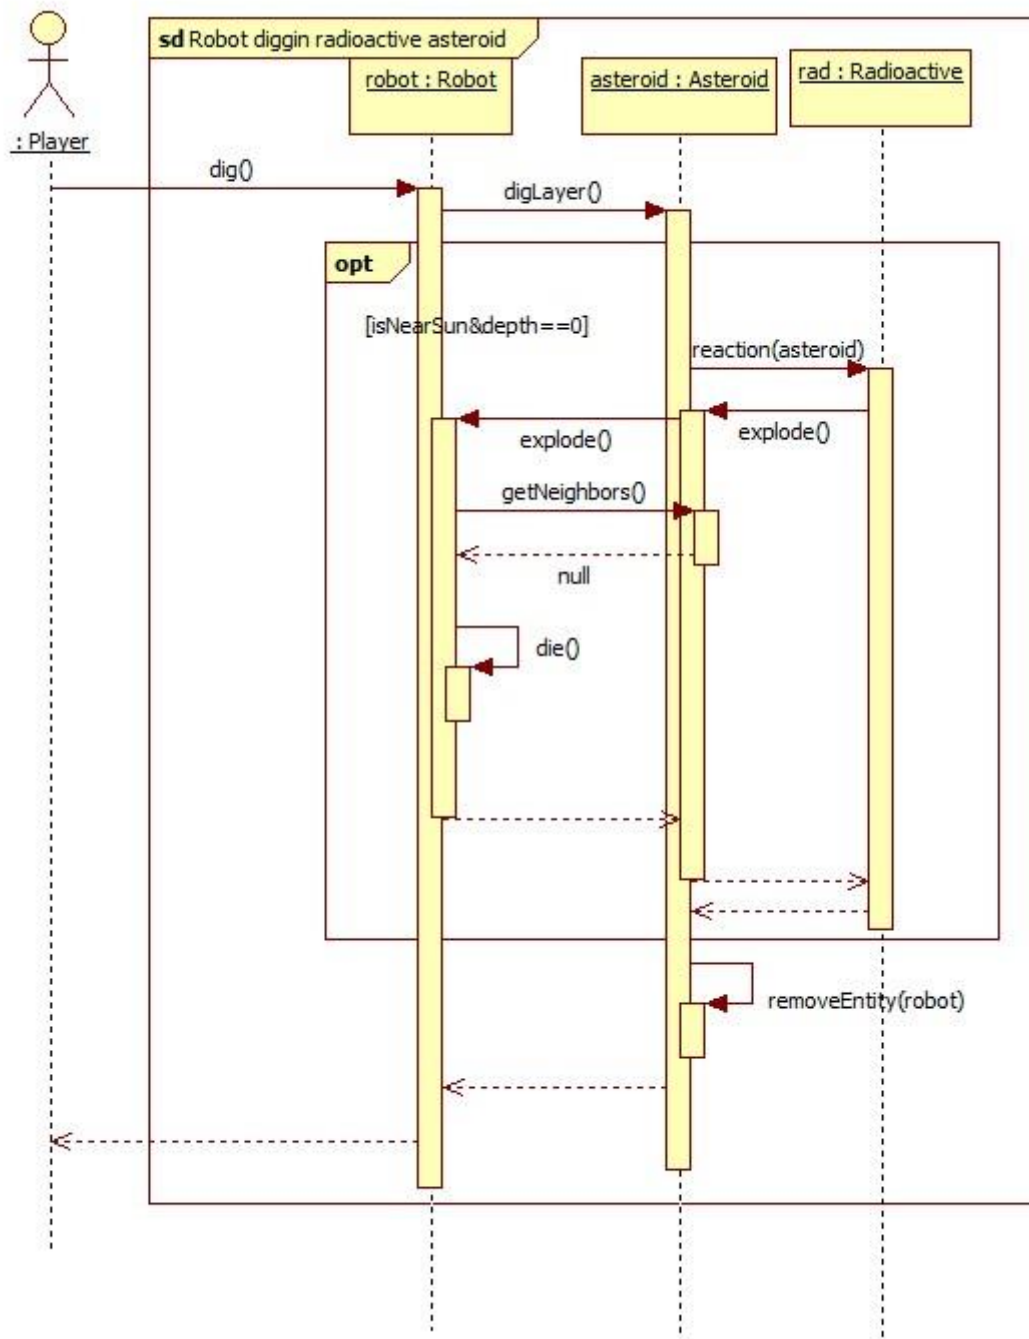 sd Robot diggin radioactive asteroid
: Player
robot : Robot
asteroid : Asteroid
rad : Radioactive
dig()
digLayer()
opt
[isNearSun&depth==0]
reaction(asteroid)
explode()
explode()
getNeighbors()
null
die()
removeEntity(robot)